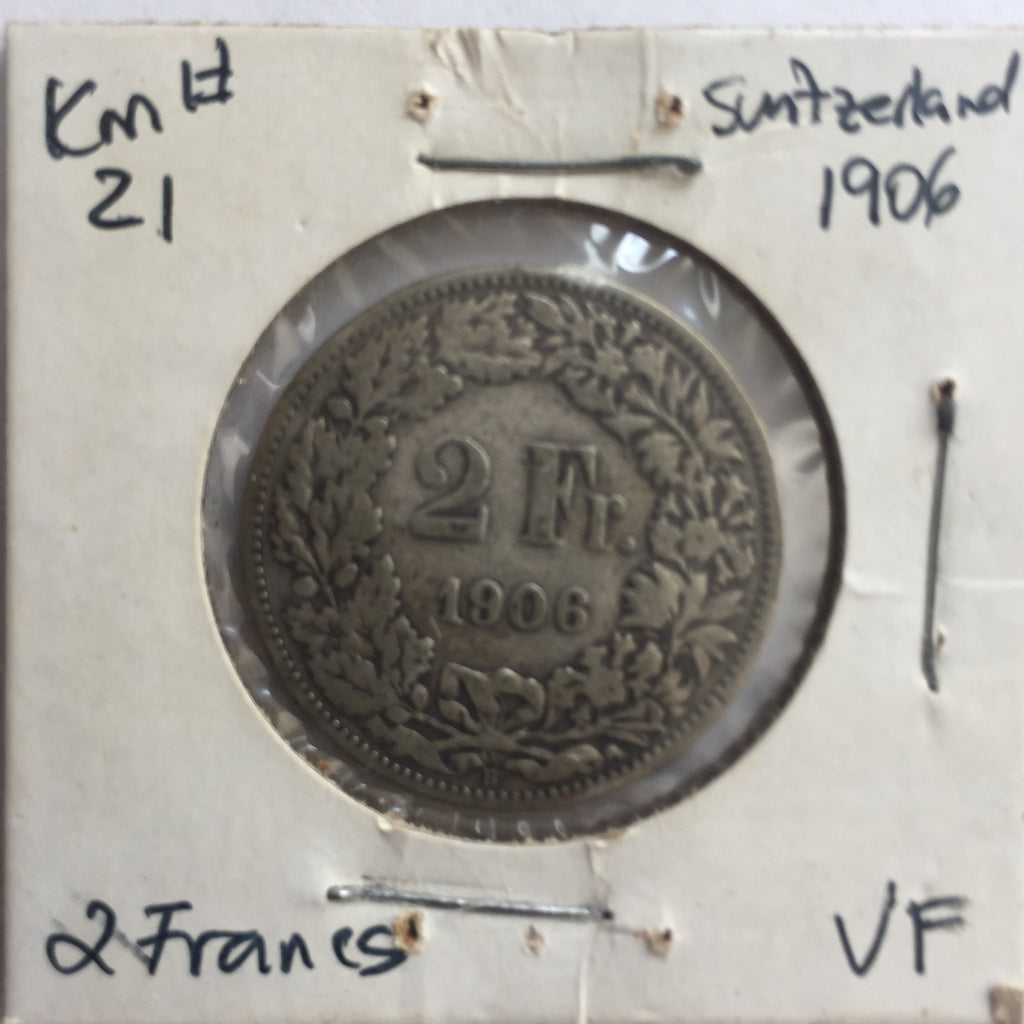 Km #
21
Switzerland
1906
2 Fr.
1906
B
2 Francs
VF